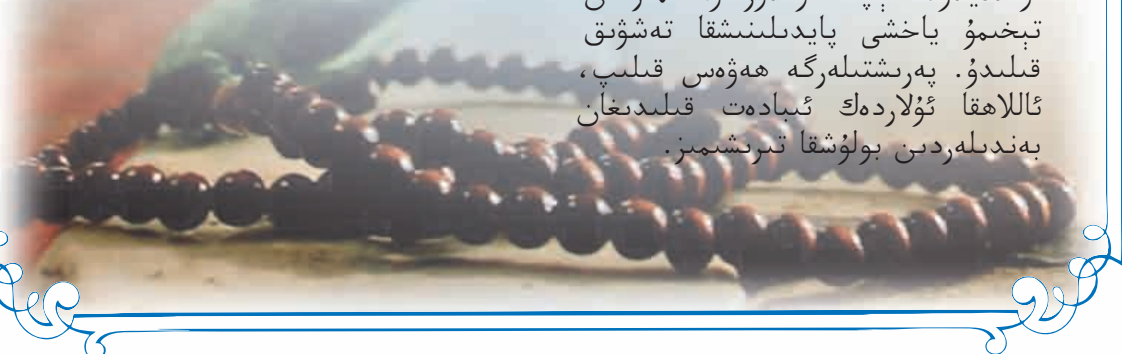 تېخىمۇ ياخشى پايدىلىنىشقا تەشۋىق
قىلىدۇ. پەرىشتىلەرگە ھەۋەس قىلىپ،
ئاللاھقا ئۇلاردەك ئىبادەت قىلىدىغان
بەندىلەردىن بولۇشقا تىرىشىمىز.